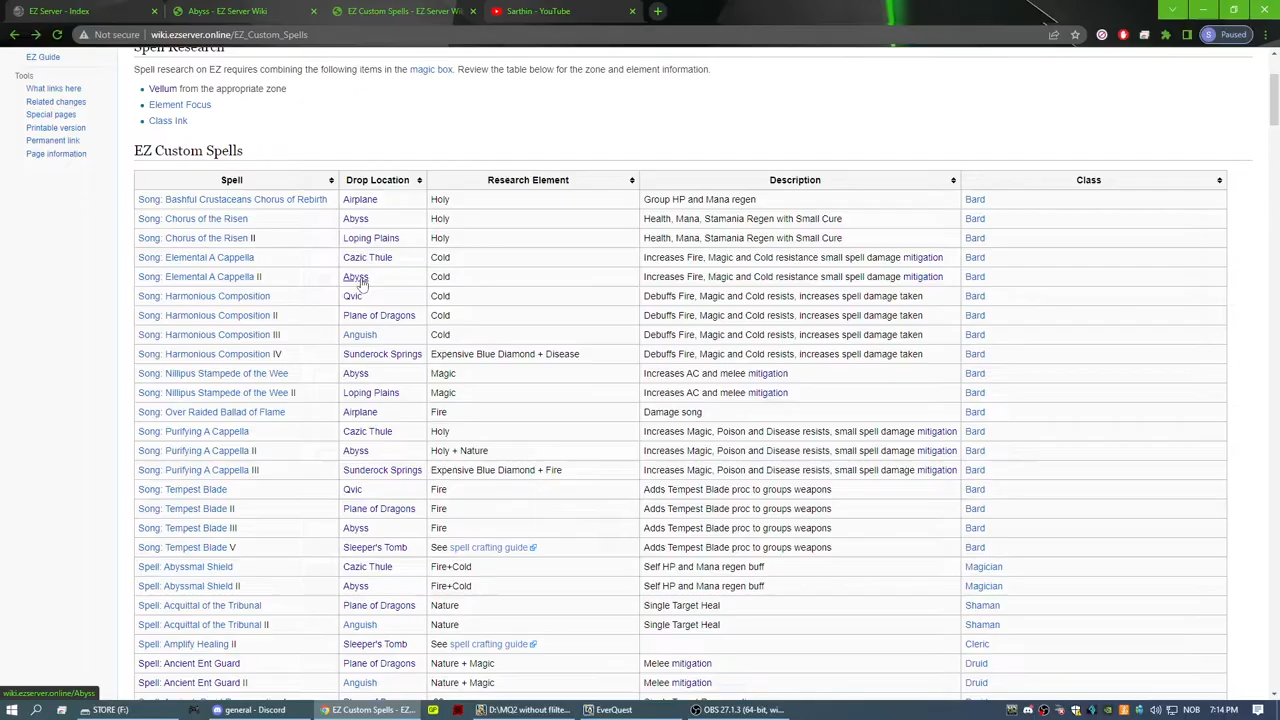 EZ Server - Index
Abyss - EZ Server Wiki
EZ Custom Spells - EZ Server Wi
Sarthin - YouTube
Not secure wiki.ezserver.online/EZ_Custom_Spells
S Paused
EZ Guide
Tools
What links here
Related changes
Special pages
Printable version
Permanent link
Page information
Spell Research
Spell research on EZ requires combining the following items in the magic box. Review the table below for the zone and element information.
Vellum from the appropriate zone
Element Focus
Class Ink
EZ Custom Spells
Spell Drop Location Research Element Description Class
Song: Bashful Crustaceans Chorus of Rebirth Airplane Holy Group HP and Mana regen Bard
Song: Chorus of the Risen Abyss Holy Health, Mana, Stamania Regen with Small Cure Bard
Song: Chorus of the Risen II Loping Plains Holy Health, Mana, Stamania Regen with Small Cure Bard
Song: Elemental A Cappella Cazic Thule Cold Increases Fire, Magic and Cold resistance small spell damage mitigation Bard
Song: Elemental A Cappella II Abyss Cold Increases Fire, Magic and Cold resistance small spell damage mitigation Bard
Song: Harmonious Composition Qvic Cold Debuffs Fire, Magic and Cold resists, increases spell damage taken Bard
Song: Harmonious Composition II Plane of Dragons Cold Debuffs Fire, Magic and Cold resists, increases spell damage taken Bard
Song: Harmonious Composition III Anguish Cold Debuffs Fire, Magic and Cold resists, increases spell damage taken Bard
Song: Harmonious Composition IV Sunderock Springs Expensive Blue Diamond + Disease Debuffs Fire, Magic and Cold resists, increases spell damage taken Bard
Song: Nillipus Stampede of the Wee Abyss Magic Increases AC and melee mitigation Bard
Song: Nillipus Stampede of the Wee II Loping Plains Magic Increases AC and melee mitigation Bard
Song: Over Raided Ballad of Flame Airplane Fire Damage song Bard
Song: Purifying A Cappella Cazic Thule Holy Increases Magic, Poison and Disease resists, small spell damage mitigation Bard
Song: Purifying A Cappella II Abyss Holy + Nature Increases Magic, Poison and Disease resists, small spell damage mitigation Bard
Song: Purifying A Cappella III Sunderock Springs Expensive Blue Diamond + Fire Increases Magic, Poison and Disease resists, small spell damage mitigation Bard
Song: Tempest Blade Qvic Fire Adds Tempest Blade proc to groups weapons Bard
Song: Tempest Blade II Plane of Dragons Fire Adds Tempest Blade proc to groups weapons Bard
Song: Tempest Blade III Abyss Fire Adds Tempest Blade proc to groups weapons Bard
Song: Tempest Blade V Sleeper's Tomb See spell crafting guide Adds Tempest Blade proc to groups weapons Bard
Spell: Abyssmal Shield Cazic Thule Fire+Cold Self HP and Mana regen buff Magician
Spell: Abyssmal Shield II Abyss Fire+Cold Self HP and Mana regen buff Magician
Spell: Acquittal of the Tribunal Plane of Dragons Nature Single Target Heal Shaman
Spell: Acquittal of the Tribunal II Anguish Nature Single Target Heal Shaman
Spell: Amplify Healing II Sleeper's Tomb See spell crafting guide Cleric
Spell: Ancient Ent Guard Plane of Dragons Nature + Magic Melee mitigation Druid
Spell: Ancient Ent Guard II Anguish Nature + Magic Melee mitigation Druid
wiki.ezserver.online/Abyss
STORE (F:) general - Discord EZ Custom Spells - EZ... GP D:\MQ2 without fliite... EverQuest OBS 27.1.3 (64-bit, wi... NOB 7:14 PM